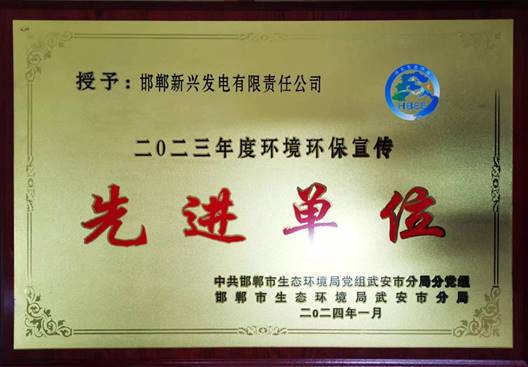 授予：邯郸新兴发电有限责任公司
HBEE
二〇二三年度环境环保宣传
先进单位
中共邯郸市生态环境局党组武安市分局分党组
邯郸市生态环境局武安市分局
二〇二四年一月